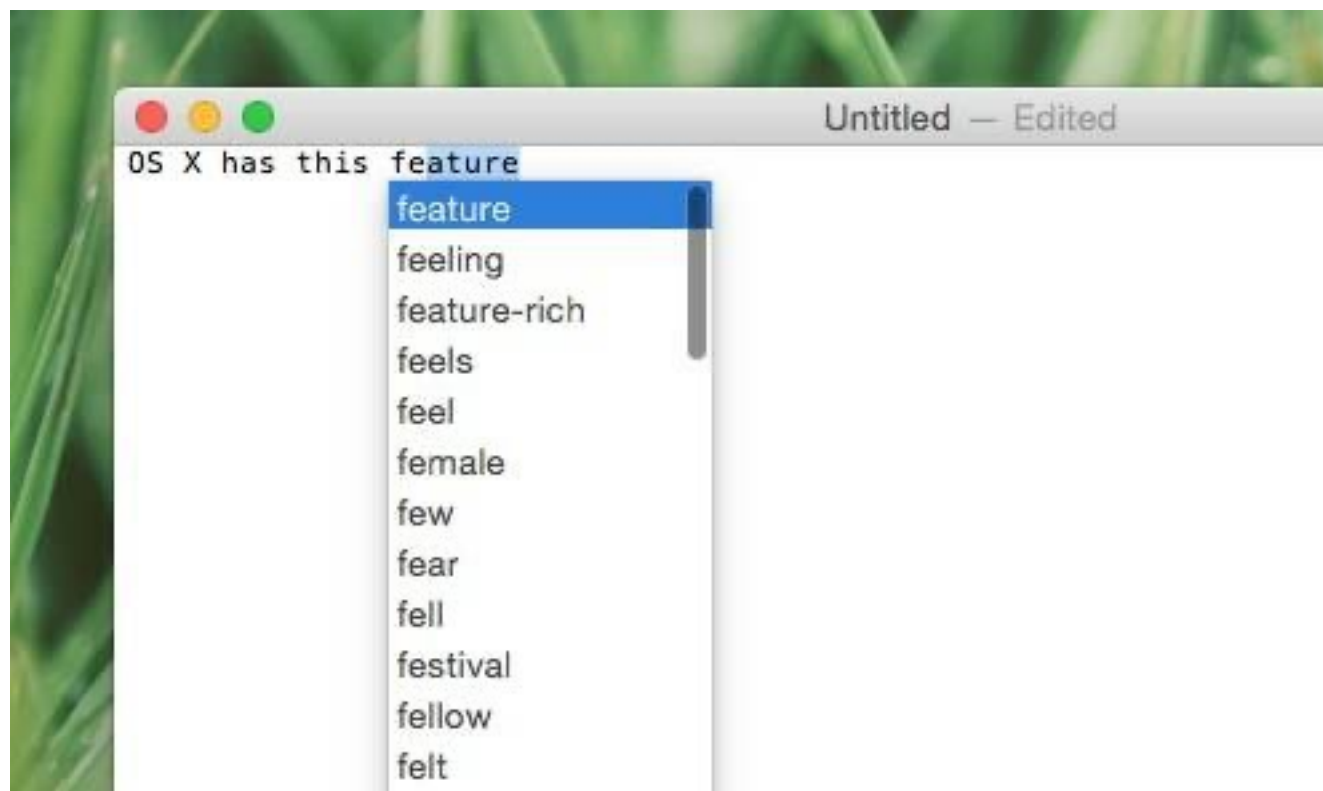 Untitled — Edited
OS X has this feature
feature
feeling
feature-rich
feels
feel
female
few
fear
fell
festival
fellow
felt